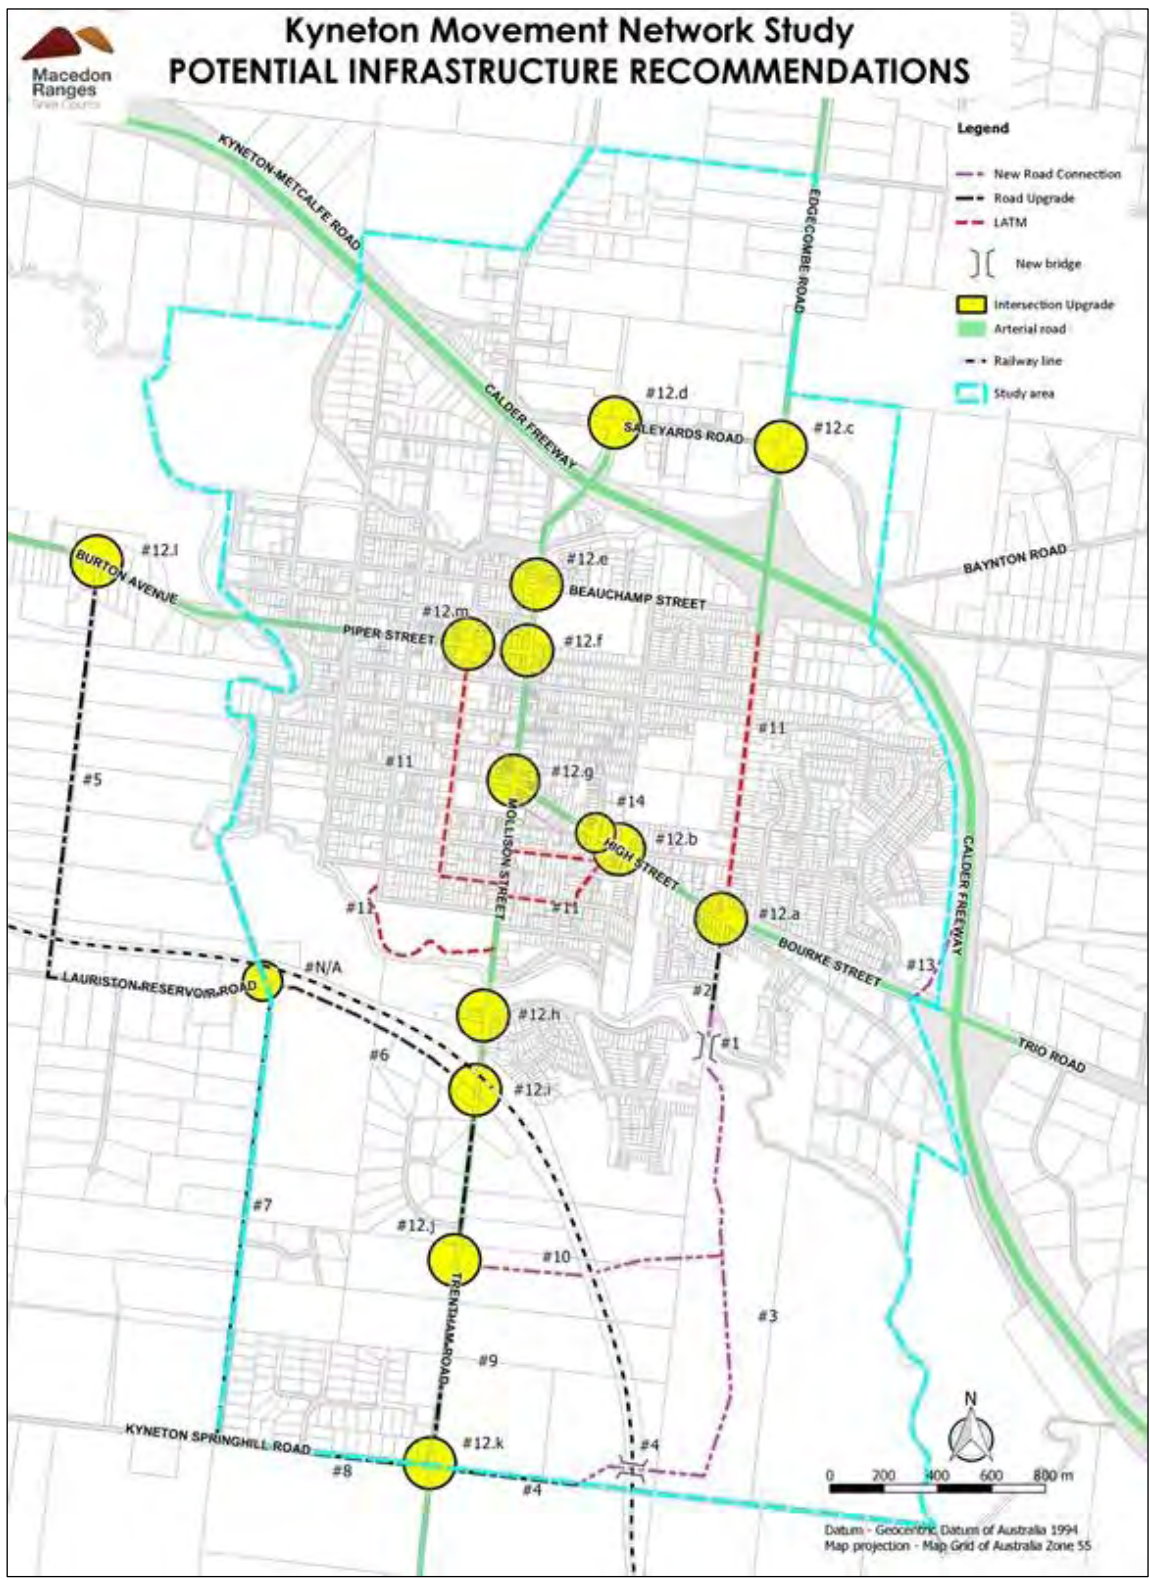 Kyneton Movement Network Study
POTENTIAL INFRASTRUCTURE RECOMMENDATIONS
Macedon
Ranges
Shire Council
Legend
New Road Connection
Road Upgrade
LATM
New bridge
Intersection Upgrade
Arterial road
Railway line
Study area
KYNETON-METCALFE ROAD
EDGECOMBE ROAD
CALDER FREEWAY
#12.d
SALEYARDS ROAD
#12.c
BAYNTON ROAD
#12.l
BURTON AVENUE
#12.e
BEAUCHAMP STREET
#12.m
PIPER STREET
#12.f
#11
#11
#5
#12.g
#14
MOLLISON STREET
HIGH STREET
#12.b
CALDER FREEWAY
#11
#11
#12.a
BOURKE STREET
#13
#N/A
LAURISTON-RESERVOIR-ROAD
#2
#12.h
#1
TRIO ROAD
#6
#12.i
#7
#12.j
#10
#3
TRENTHAM-ROAD
#9
KYNETON SPRINGHILL ROAD
#12.k
#4
#8
#4
N
0 200 400 600 800 m
Datum - Geocentric Datum of Australia 1994
Map projection - Map Grid of Australia Zone 55